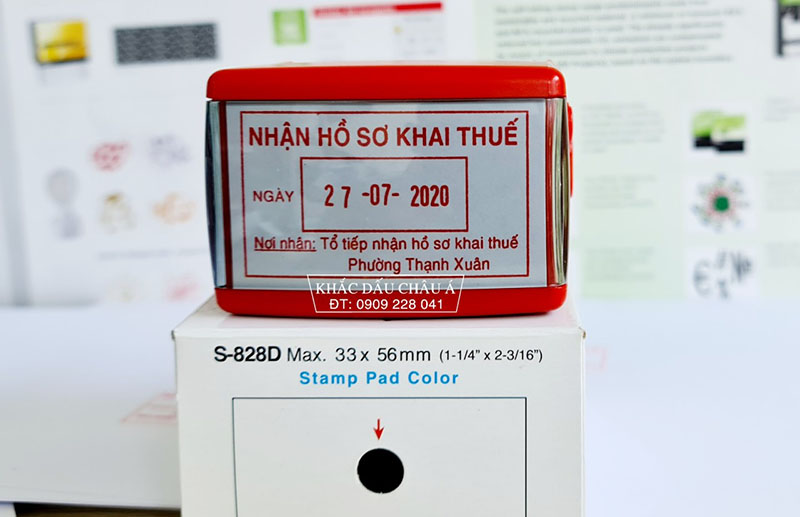 NHẬN HỒ SƠ KHAI THUẾ
NGÀY
27 -07- 2020
Nơi nhận: Tổ tiếp nhận hồ sơ khai thuế
Phường Thạnh Xuân
KHẮC DẤU CHÂU Á
ĐT: 0909 228 041
S-828D Max. 33 x 56mm (1-1/4" x 2-3/16")
Stamp Pad Color